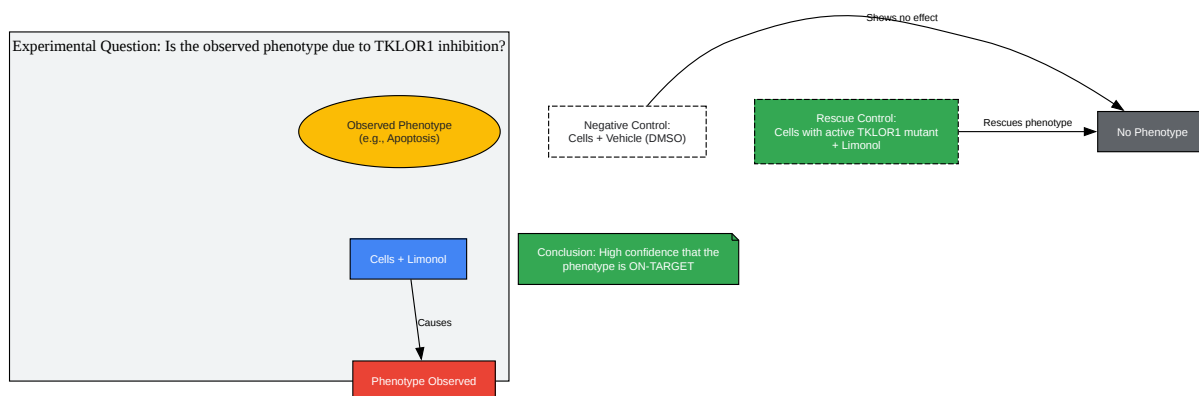 Shows no effect
Experimental Question: Is the observed phenotype due to TKLOR1 inhibition?
Observed Phenotype
(e.g., Apoptosis)
Negative Control:
Cells + Vehicle (DMSO)
Rescue Control:
Cells with active TKLOR1 mutant
+ Limonol
Rescues phenotype
No Phenotype
Cells + Limonol
Conclusion: High confidence that the
phenotype is ON-TARGET
Causes
Phenotype Observed